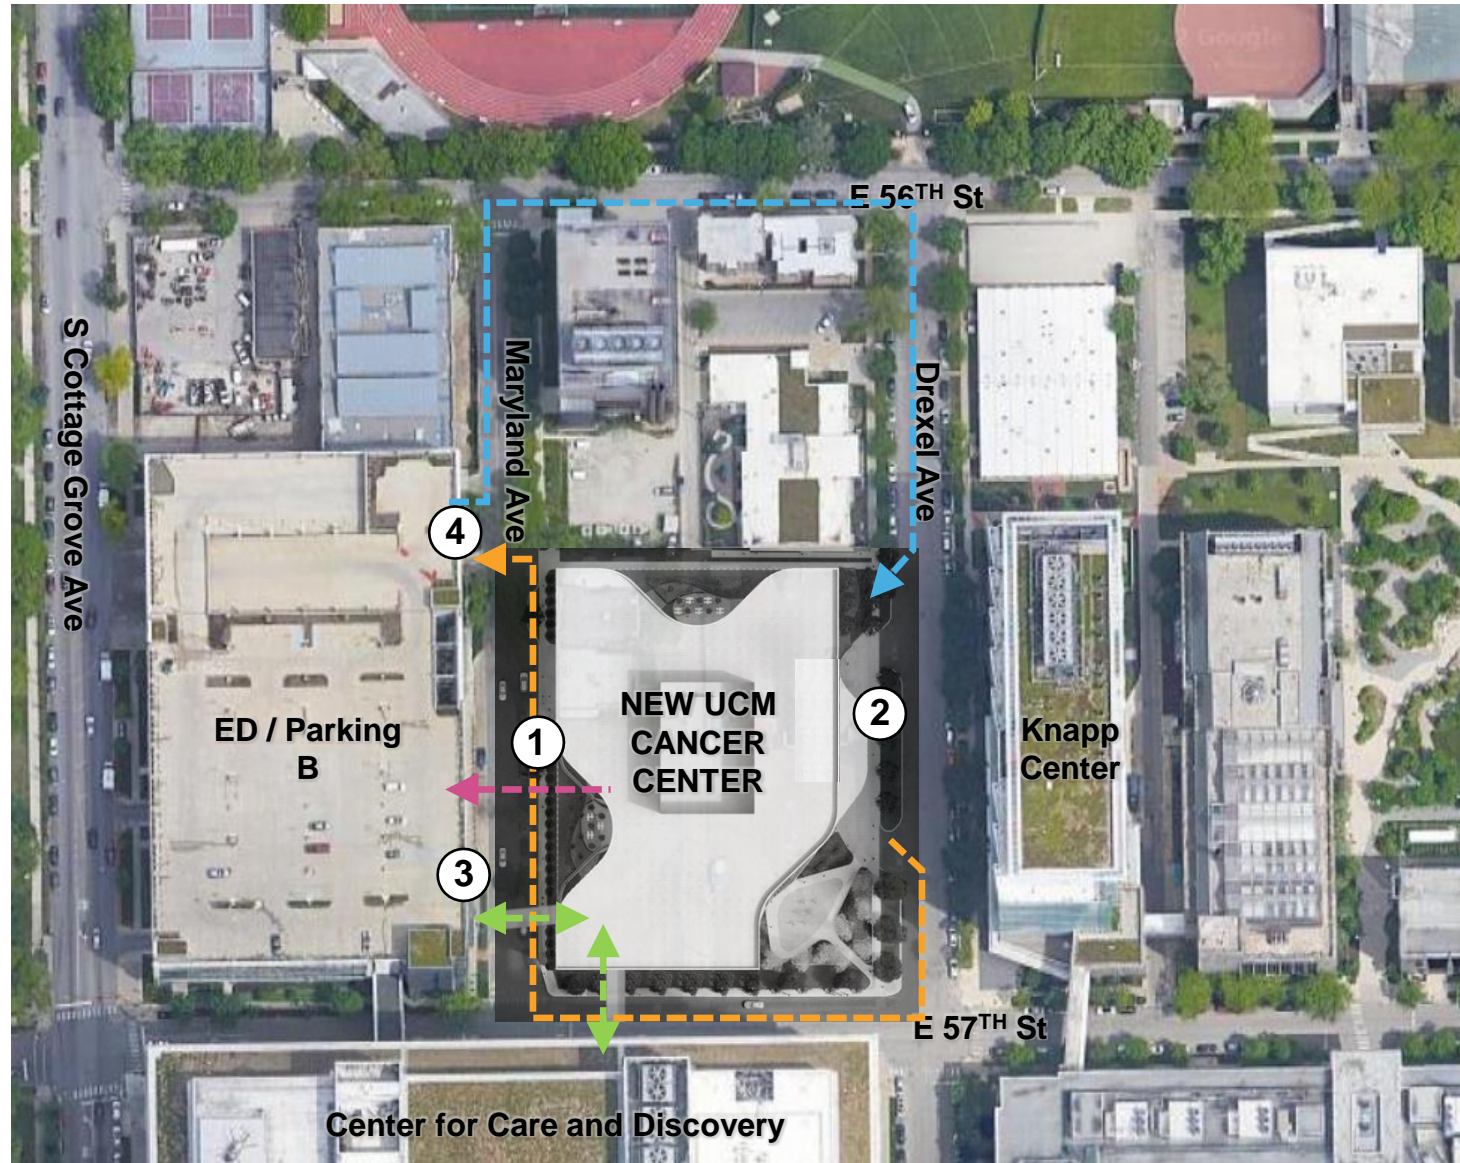 Google
E 56TH St
S Cottage Grove Ave
Maryland Ave
Drexel Ave
4
ED / Parking
B
1
NEW UCM
CANCER
CENTER
2
Knapp
Center
3
E 57TH St
Center for Care and Discovery